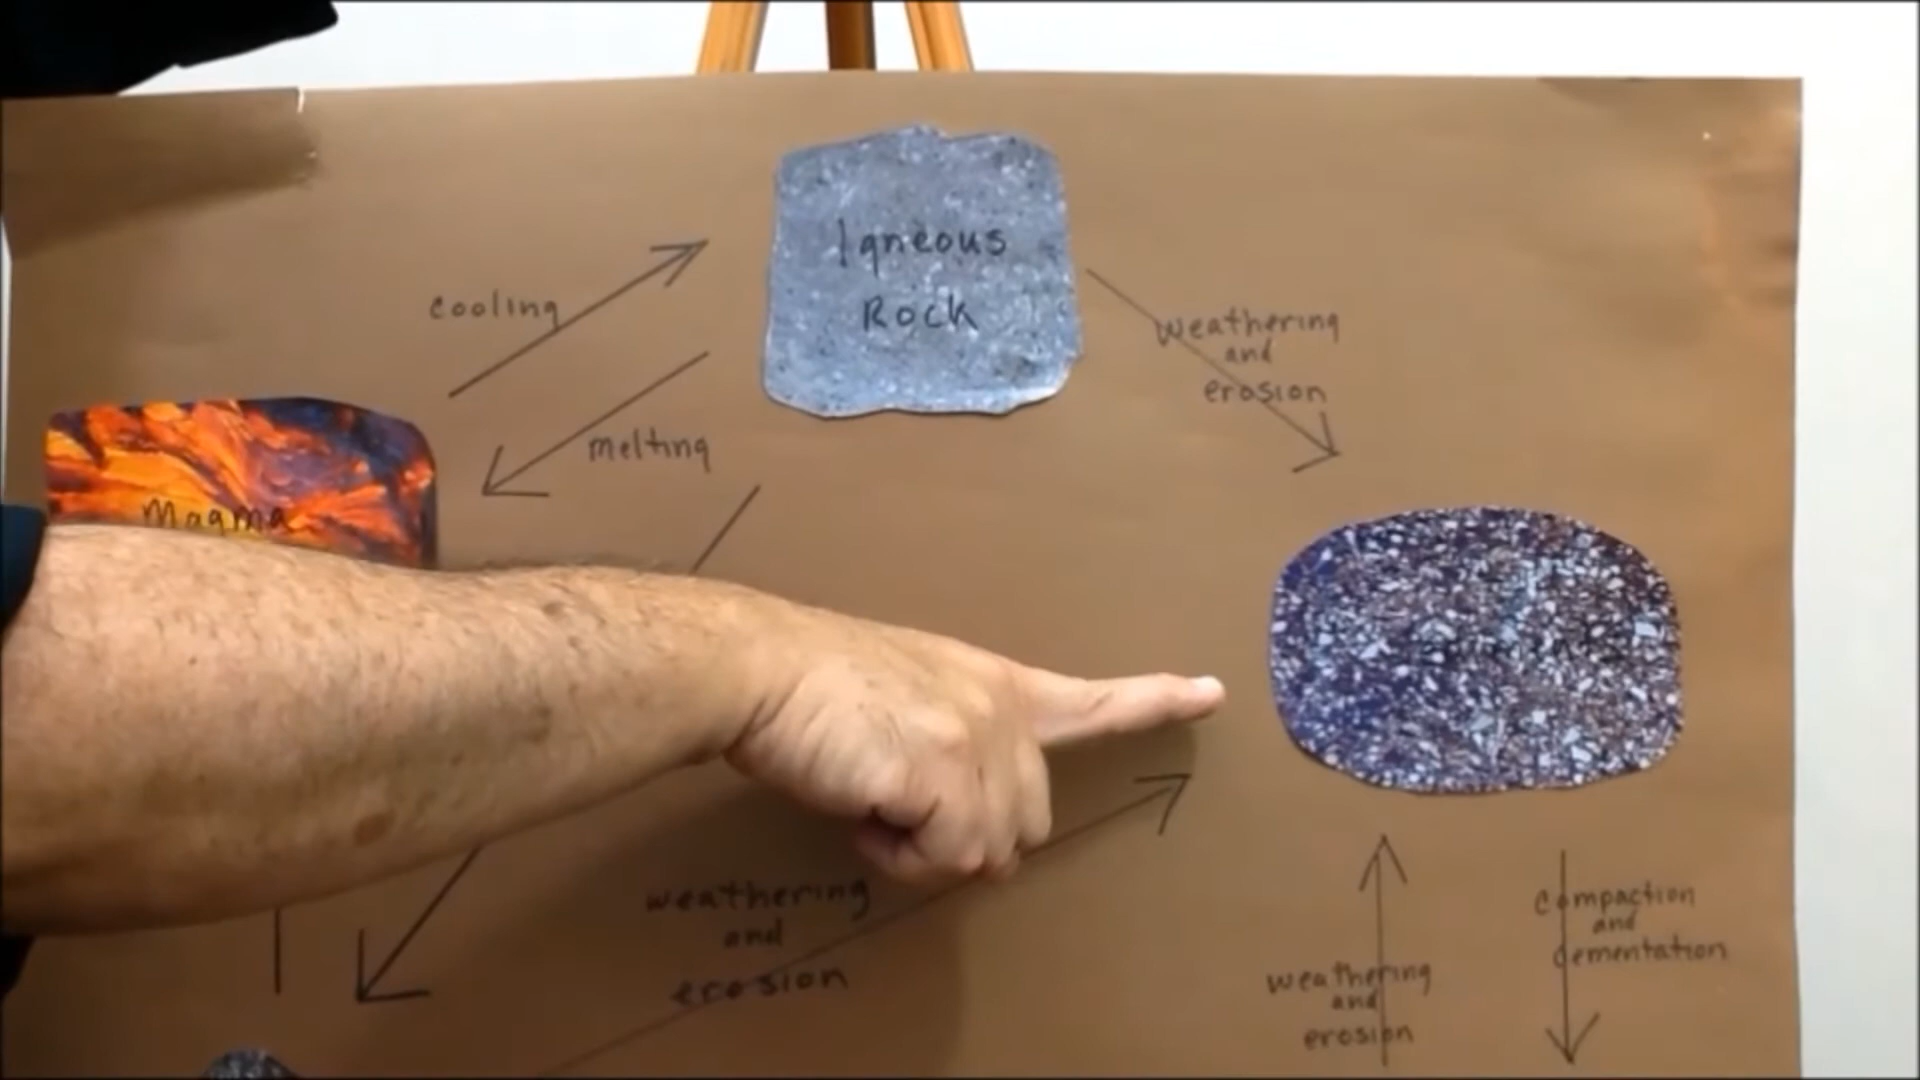 Igneous
Rock
cooling
melting
weathering
and
erosion
Magma
weathering
and
erosion
weathering
and
erosion
compaction
and
cementation